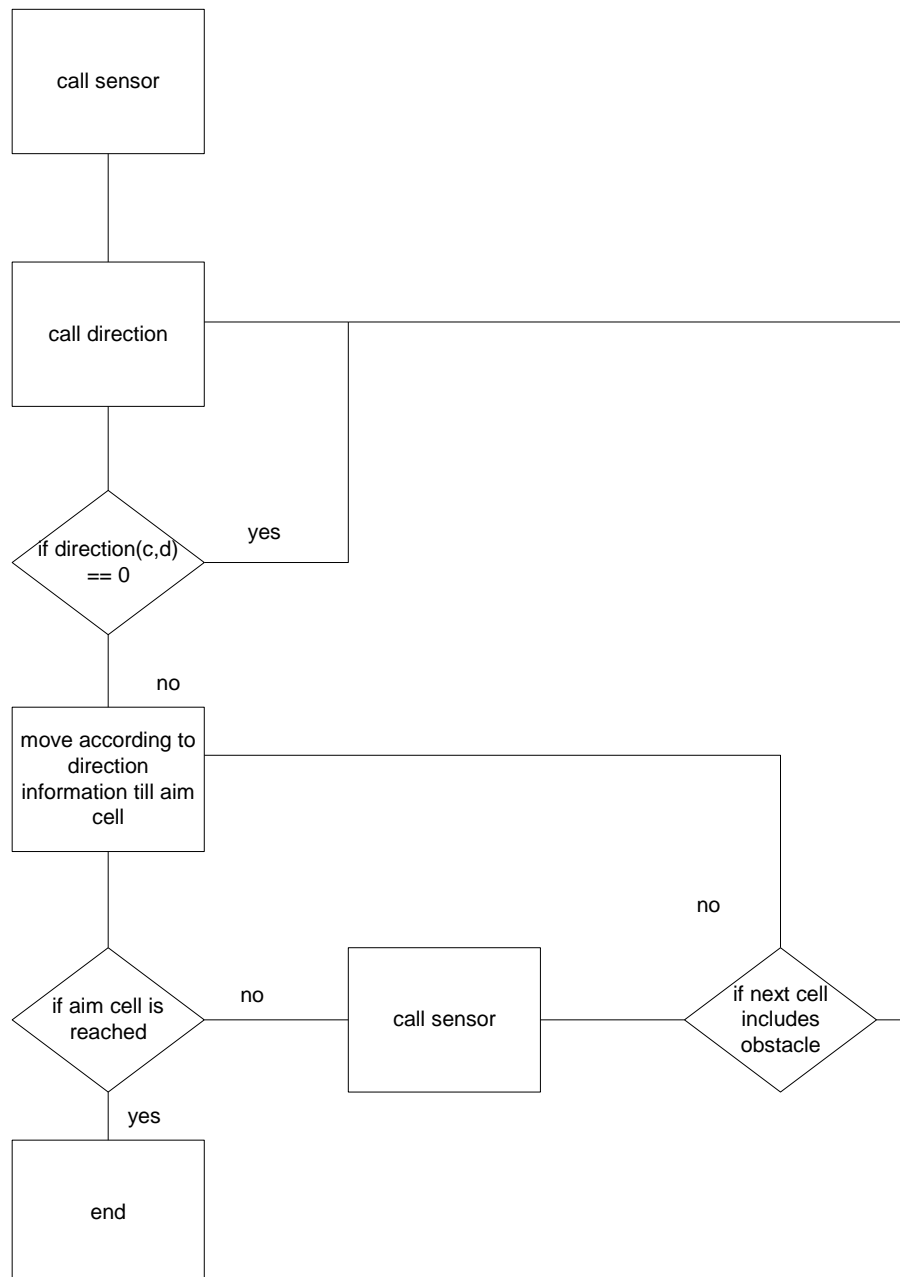 call sensor
call direction
if direction(c,d)
== 0
yes
no
move according to
direction
information till aim
cell
no
if aim cell is
reached
no
call sensor
if next cell
includes
obstacle
yes
end